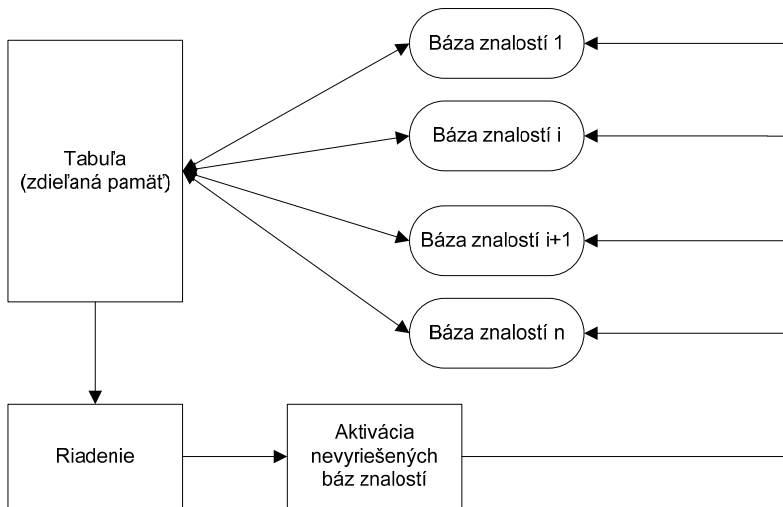 Báza znalostí 1
Báza znalostí i
Tabuľa
(zdieľaná pamäť)
Báza znalostí i+1
Báza znalostí n
Riadenie
Aktivácia
nevyriešených
báz znalostí